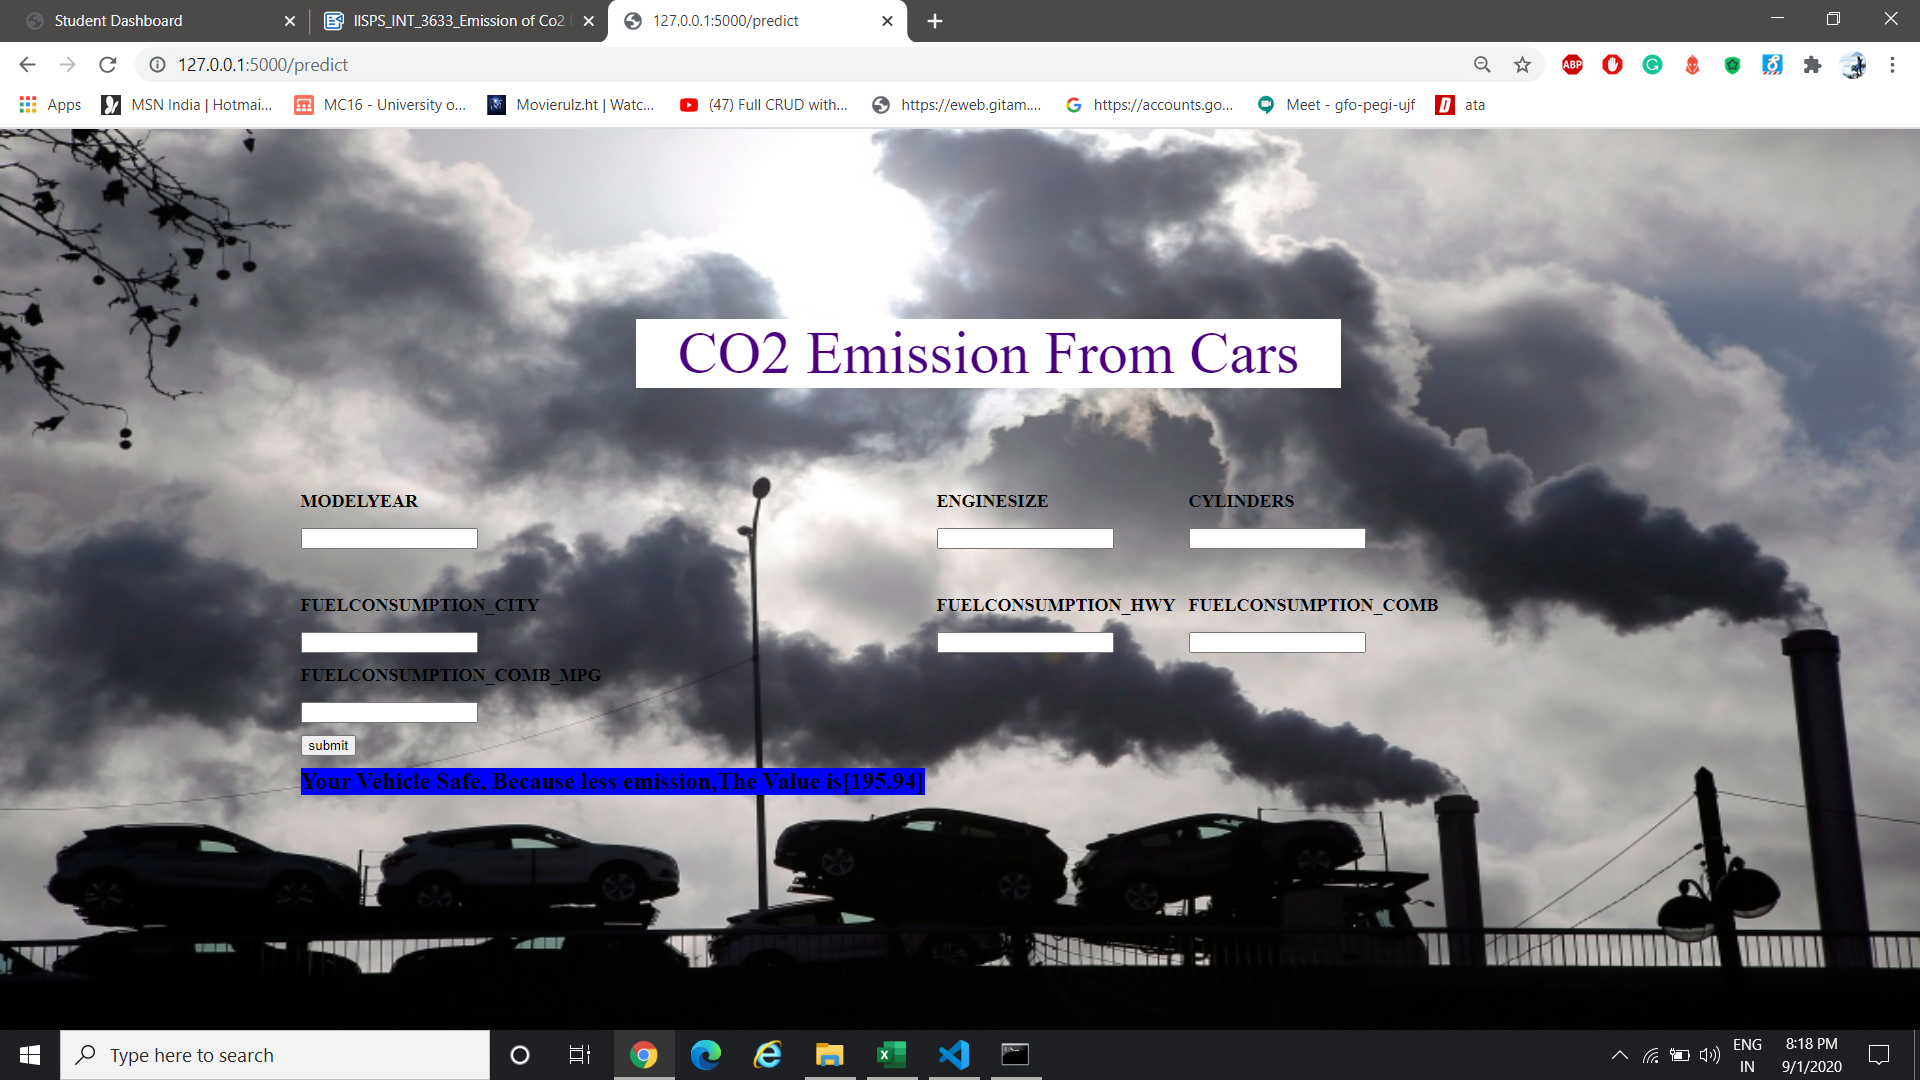 Student Dashboard
IISPS_INT_3633_Emission of Co2
127.0.0.1:5000/predict
127.0.0.1:5000/predict
ABP
Apps
MSN India | Hotmai...
MC16 - University o...
Movierulz.ht | Watc...
(47) Full CRUD with...
https://eweb.gitam....
https://accounts.go...
Meet - gfo-pegi-ujf
ata
CO2 Emission From Cars
MODELYEAR ENGINESIZE CYLINDERS
FUELCONSUMPTION_CITY FUELCONSUMPTION_HWY FUELCONSUMPTION_COMB
FUELCONSUMPTION_COMB_MPG
submit
Your Vehicle Safe, Because less emission,The Value is[195.94]
Type here to search
ENG
IN
8:18 PM
9/1/2020